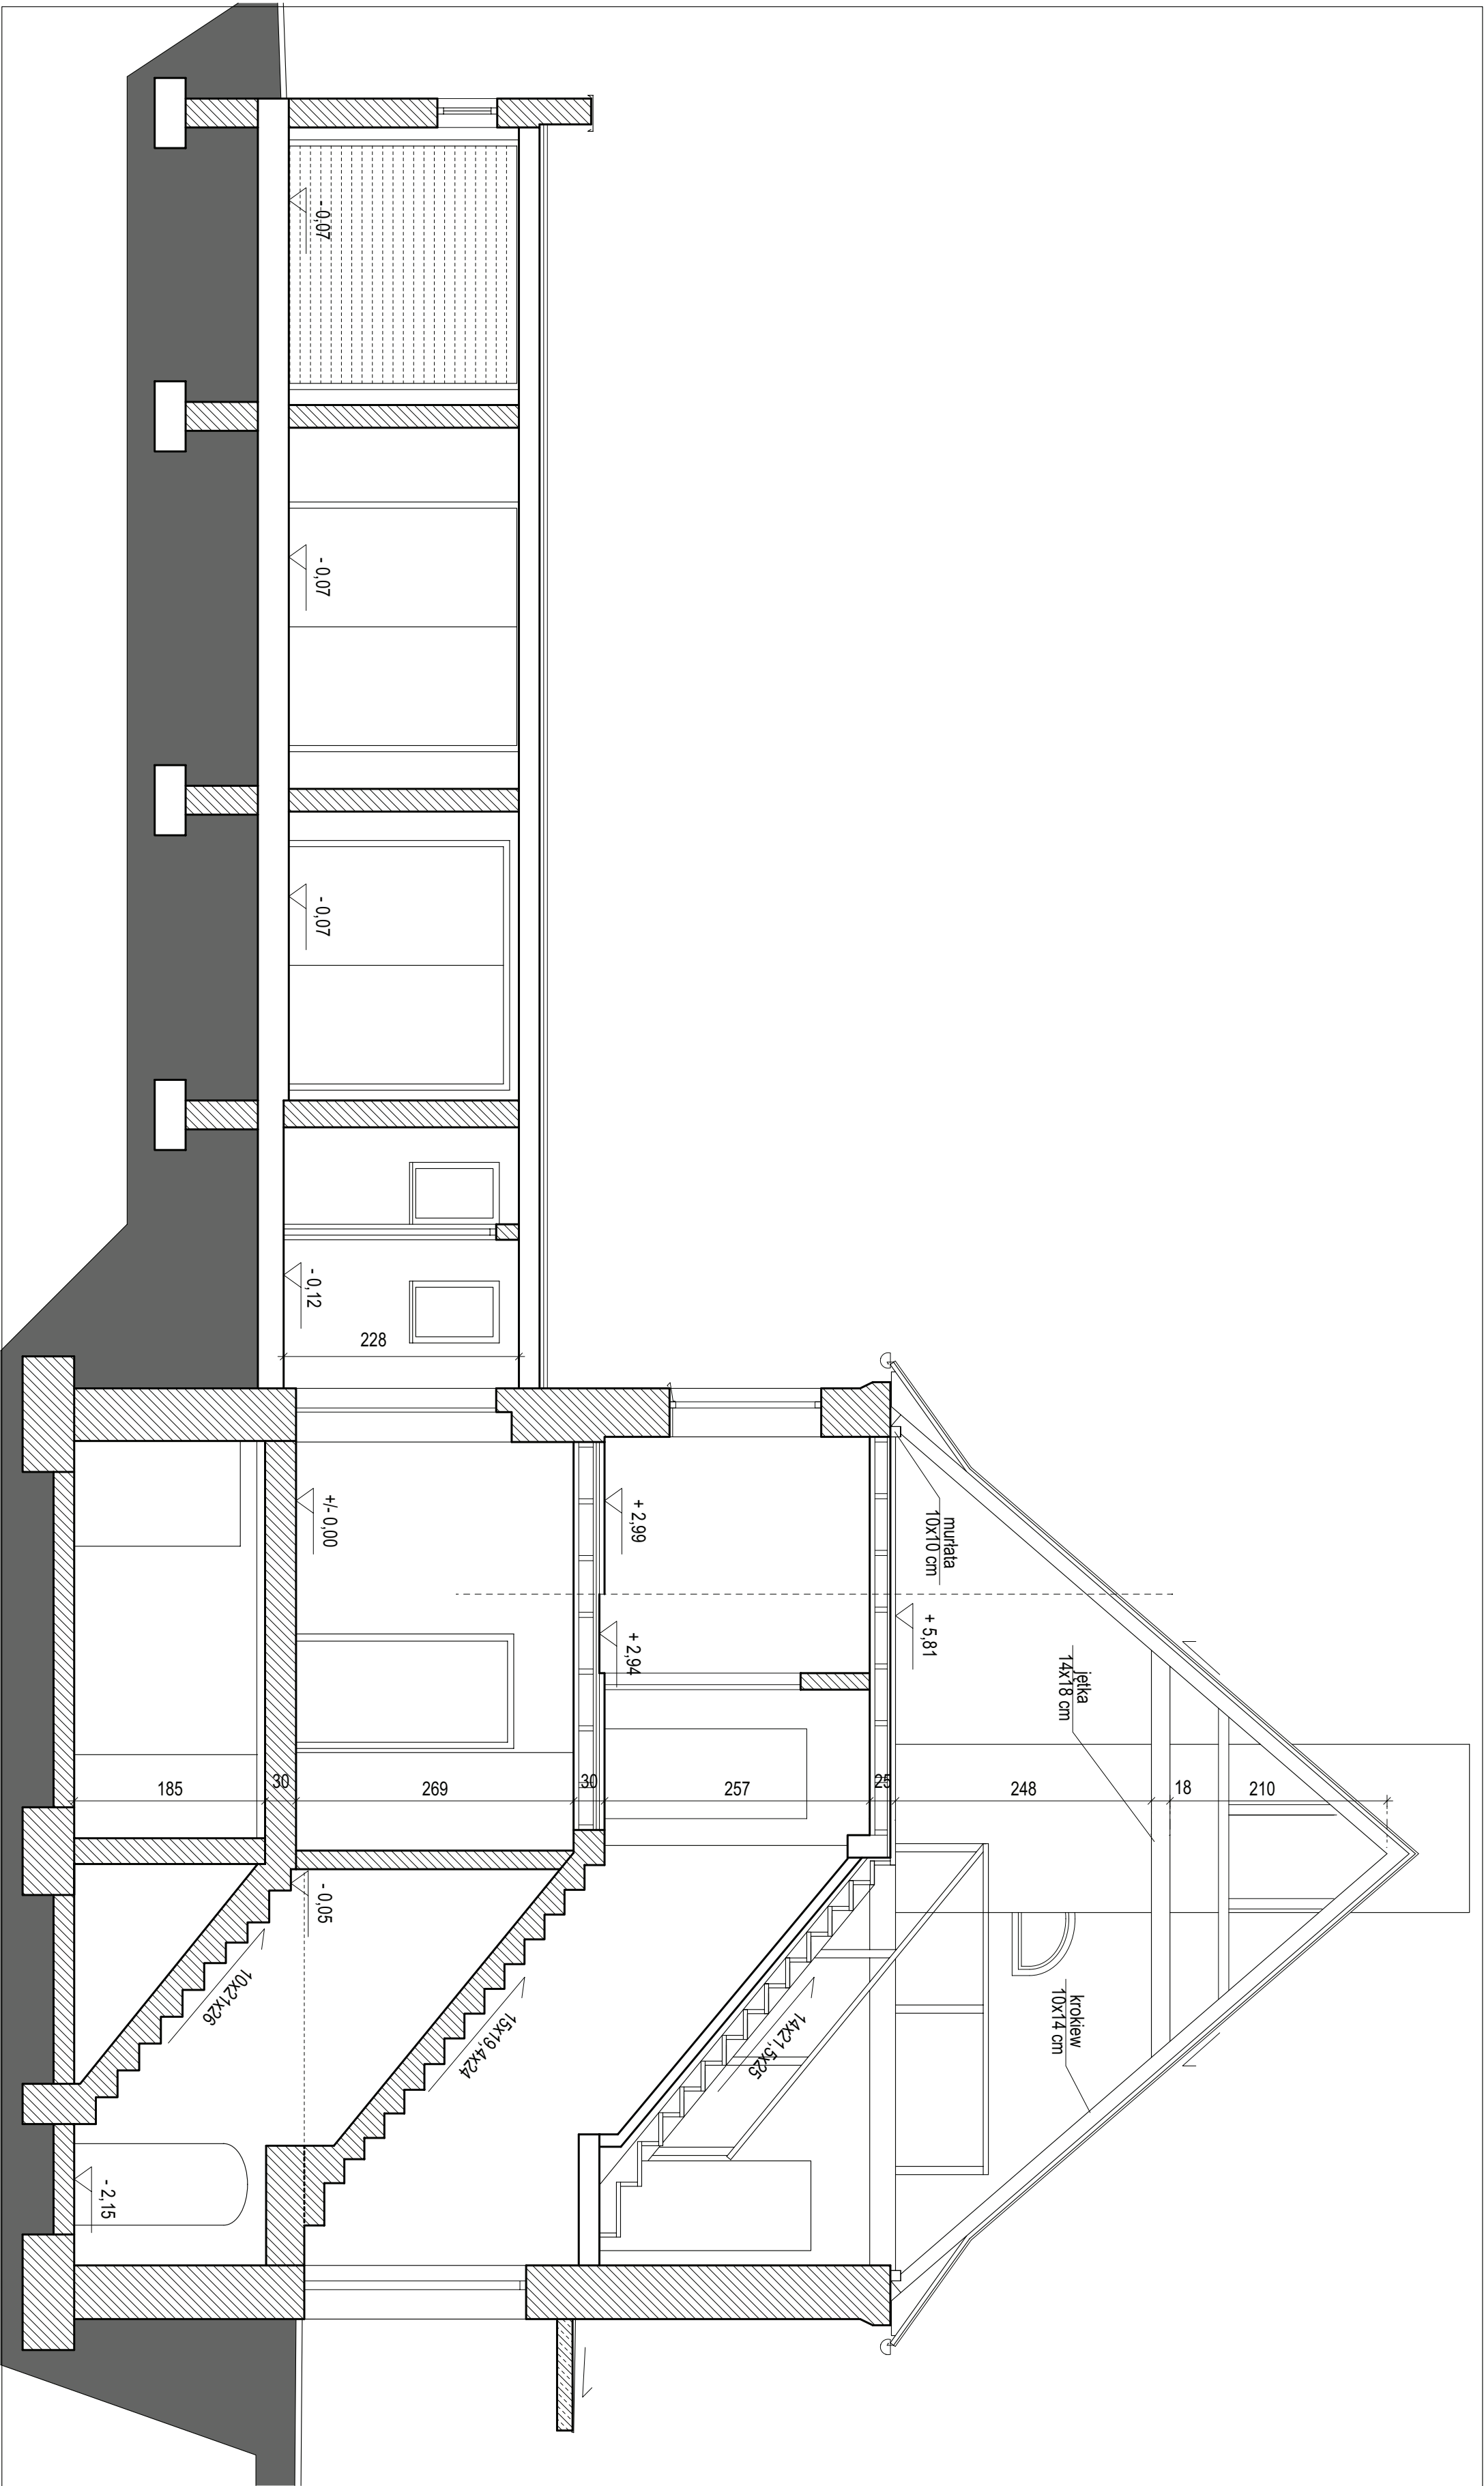 210
18
248
25
257
30
269
30
185
228
jętka
14x18 cm
krokiew
10x14 cm
murłata
10x10 cm
+ 5,81
+ 2,99
+ 2,94
+/- 0,00
- 0,05
- 0,07
- 0,07
- 0,07
- 0,12
- 2,15
14x21,5x25
15x19,4x24
10x21x26